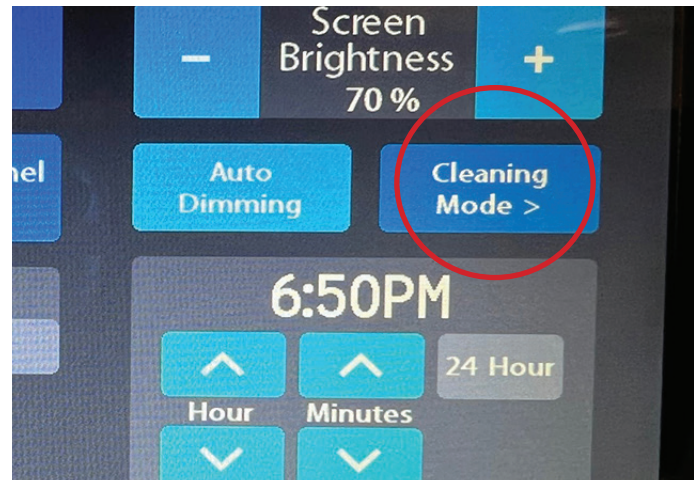 Screen
Brightness
- 70 % +
nel
Auto
Dimming
Cleaning
Mode >
6:50PM
24 Hour
Hour Minutes